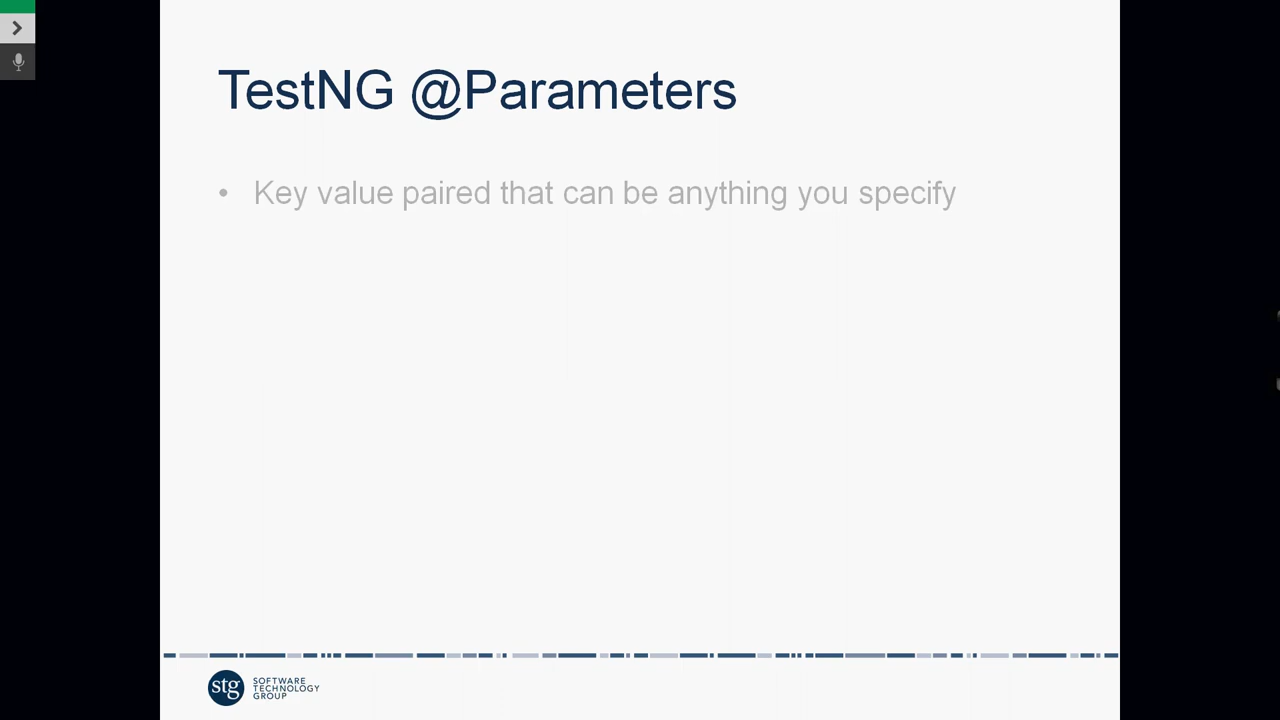 TestNG @Parameters
• Key value paired that can be anything you specify
stg
SOFTWARE
TECHNOLOGY
GROUP